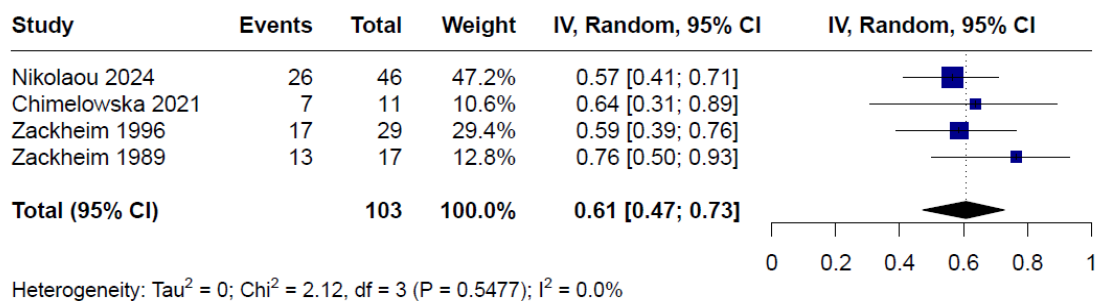 Study Events Total Weight IV, Random, 95% CI IV, Random, 95% CI
Nikolaou 2024 26 46 47.2% 0.57 [0.41; 0.71]
Chimelowska 2021 7 11 10.6% 0.64 [0.31; 0.89]
Zackheim 1996 17 29 29.4% 0.59 [0.39; 0.76]
Zackheim 1989 13 17 12.8% 0.76 [0.50; 0.93]
Total (95% CI) 103 100.0% 0.61 [0.47; 0.73]
0 0.2 0.4 0.6 0.8 1
Heterogeneity: Tau² = 0; Chi² = 2.12, df = 3 (P = 0.5477); I² = 0.0%